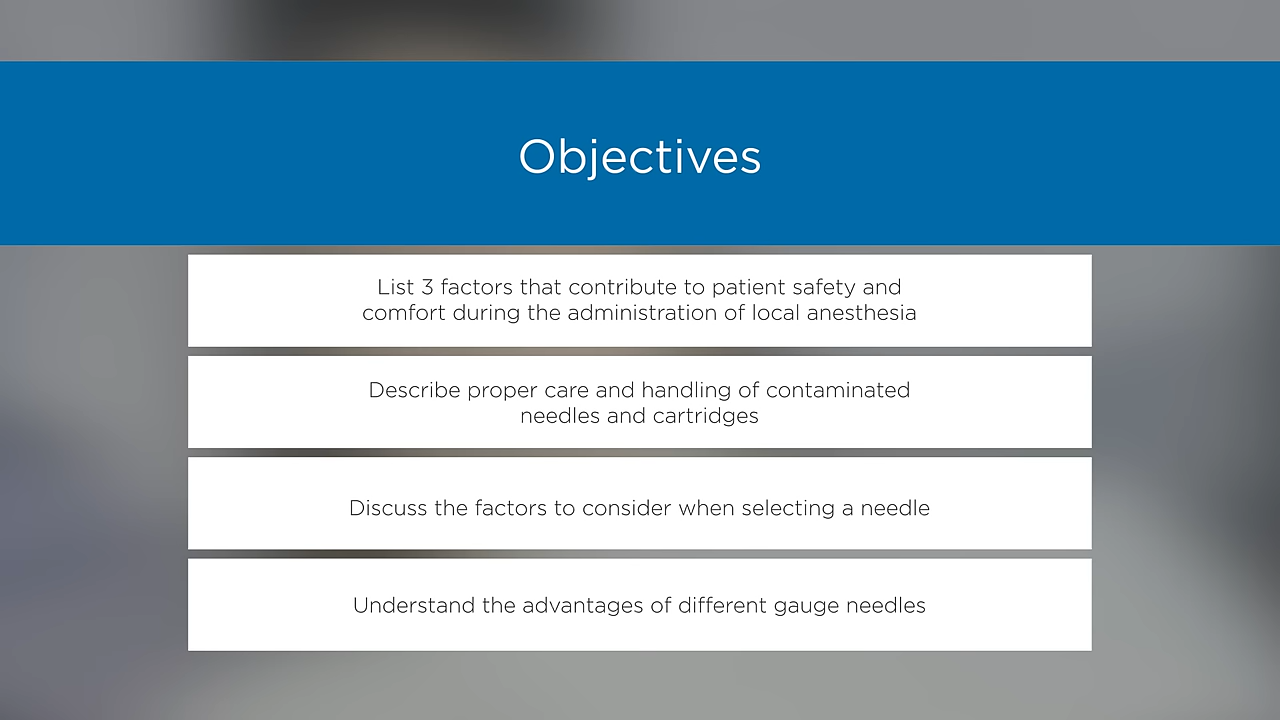 Objectives
List 3 factors that contribute to patient safety and
comfort during the administration of local anesthesia
Describe proper care and handling of contaminated
needles and cartridges
Discuss the factors to consider when selecting a needle
Understand the advantages of different gauge needles